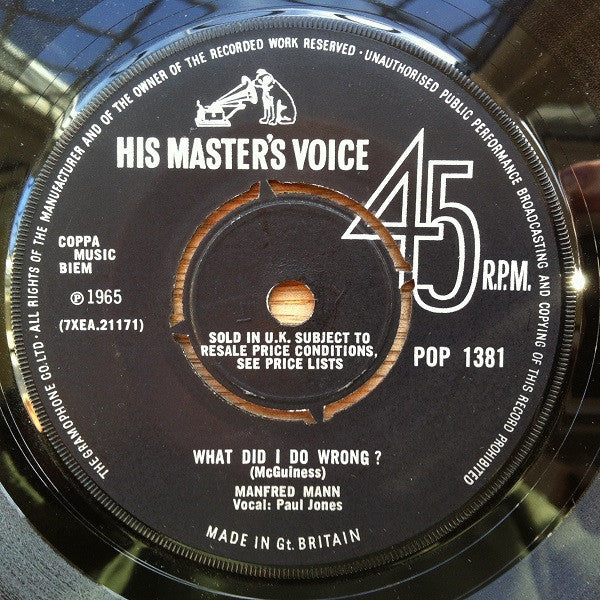 THE GRAMOPHONE CO.LTD · ALL RIGHTS OF THE MANUFACTURER AND OF THE OWNER OF THE RECORDED WORK RESERVED · UNAUTHORISED PUBLIC PERFORMANCE BROADCASTING AND COPYING OF THIS RECORD PROHIBITED
HIS MASTER'S VOICE
45 R.P.M.
COPPA
MUSIC
BIEM
Ⓟ 1965
(7XEA.21171)
SOLD IN U.K. SUBJECT TO
RESALE PRICE CONDITIONS,
SEE PRICE LISTS
POP 1381
WHAT DID I DO WRONG?
(McGuiness)
MANFRED MANN
Vocal: Paul Jones
MADE IN Gt. BRITAIN